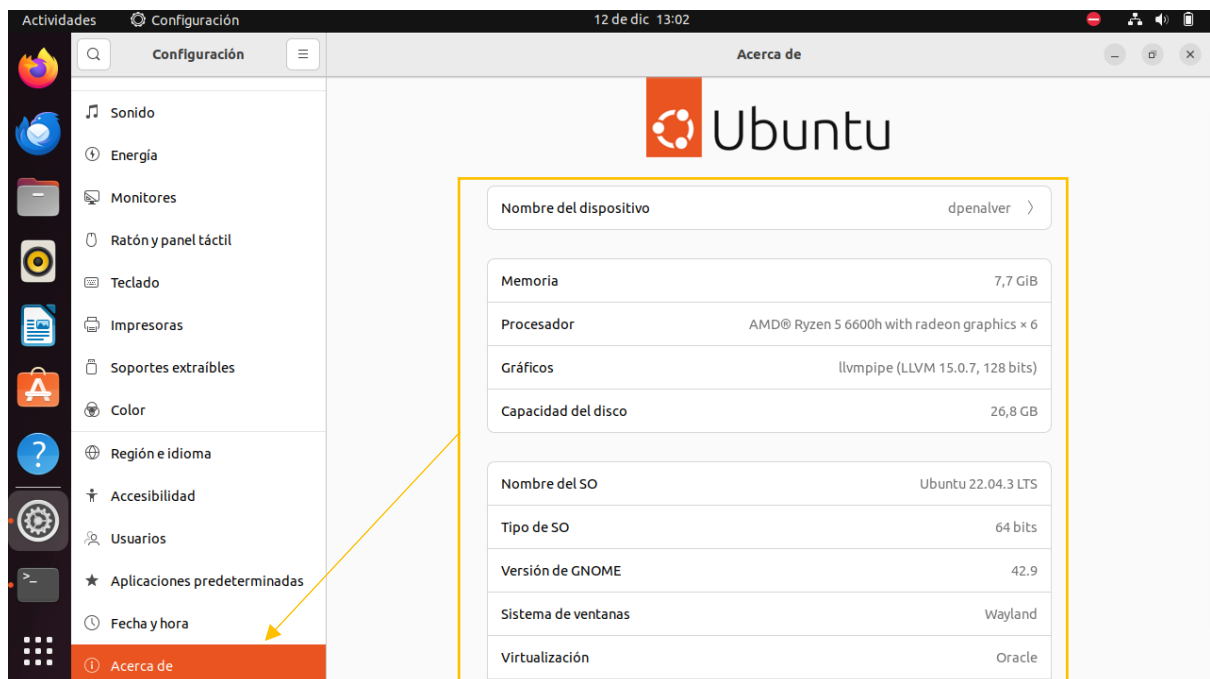 Actividades Configuración 12 de dic 13:02
Configuración Acerca de
Sonido
Energía
Monitores
Ratón y panel táctil
Teclado
Impresoras
Soportes extraíbles
Color
Región e idioma
Accesibilidad
Usuarios
Aplicaciones predeterminadas
Fecha y hora
Acerca de
Ubuntu
Nombre del dispositivo dpenalver
Memoria 7,7 GiB
Procesador AMD® Ryzen 5 6600h with radeon graphics × 6
Gráficos llvmpipe (LLVM 15.0.7, 128 bits)
Capacidad del disco 26,8 GB
Nombre del SO Ubuntu 22.04.3 LTS
Tipo de SO 64 bits
Versión de GNOME 42.9
Sistema de ventanas Wayland
Virtualización Oracle